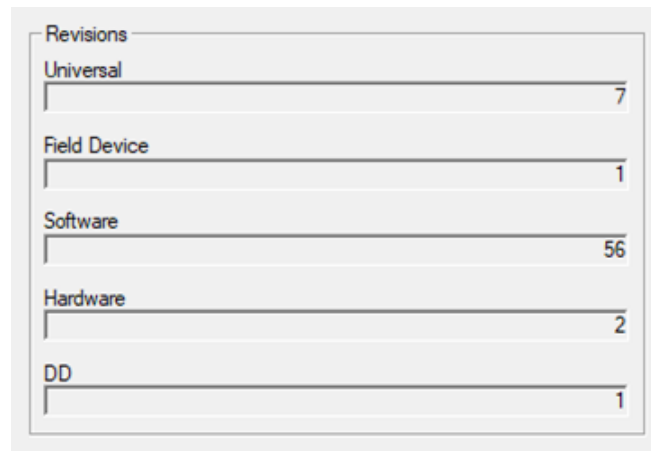 Revisions
Universal
7
Field Device
1
Software
56
Hardware
2
DD
1